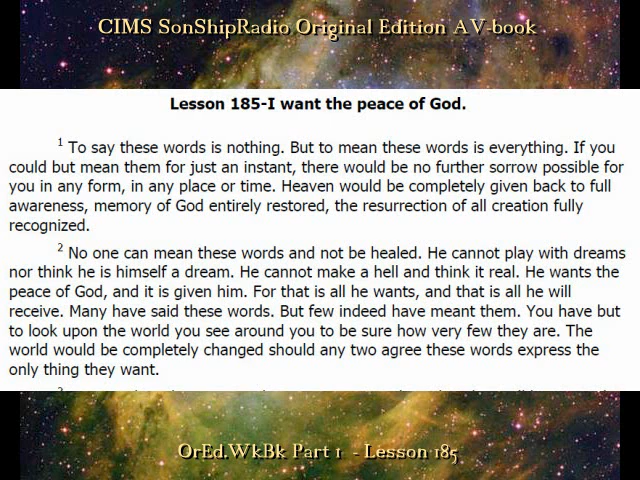 CIMS SonShipRadio Original Edition AV-book
Lesson 185-I want the peace of God.
1 To say these words is nothing. But to mean these words is everything. If you
could but mean them for just an instant, there would be no further sorrow possible for
you in any form, in any place or time. Heaven would be completely given back to full
awareness, memory of God entirely restored, the resurrection of all creation fully
recognized.
2 No one can mean these words and not be healed. He cannot play with dreams
nor think he is himself a dream. He cannot make a hell and think it real. He wants the
peace of God, and it is given him. For that is all he wants, and that is all he will
receive. Many have said these words. But few indeed have meant them. You have but
to look upon the world you see around you to be sure how very few they are. The
world would be completely changed should any two agree these words express the
only thing they want.
OrEd.WkBk Part 1 - Lesson 185